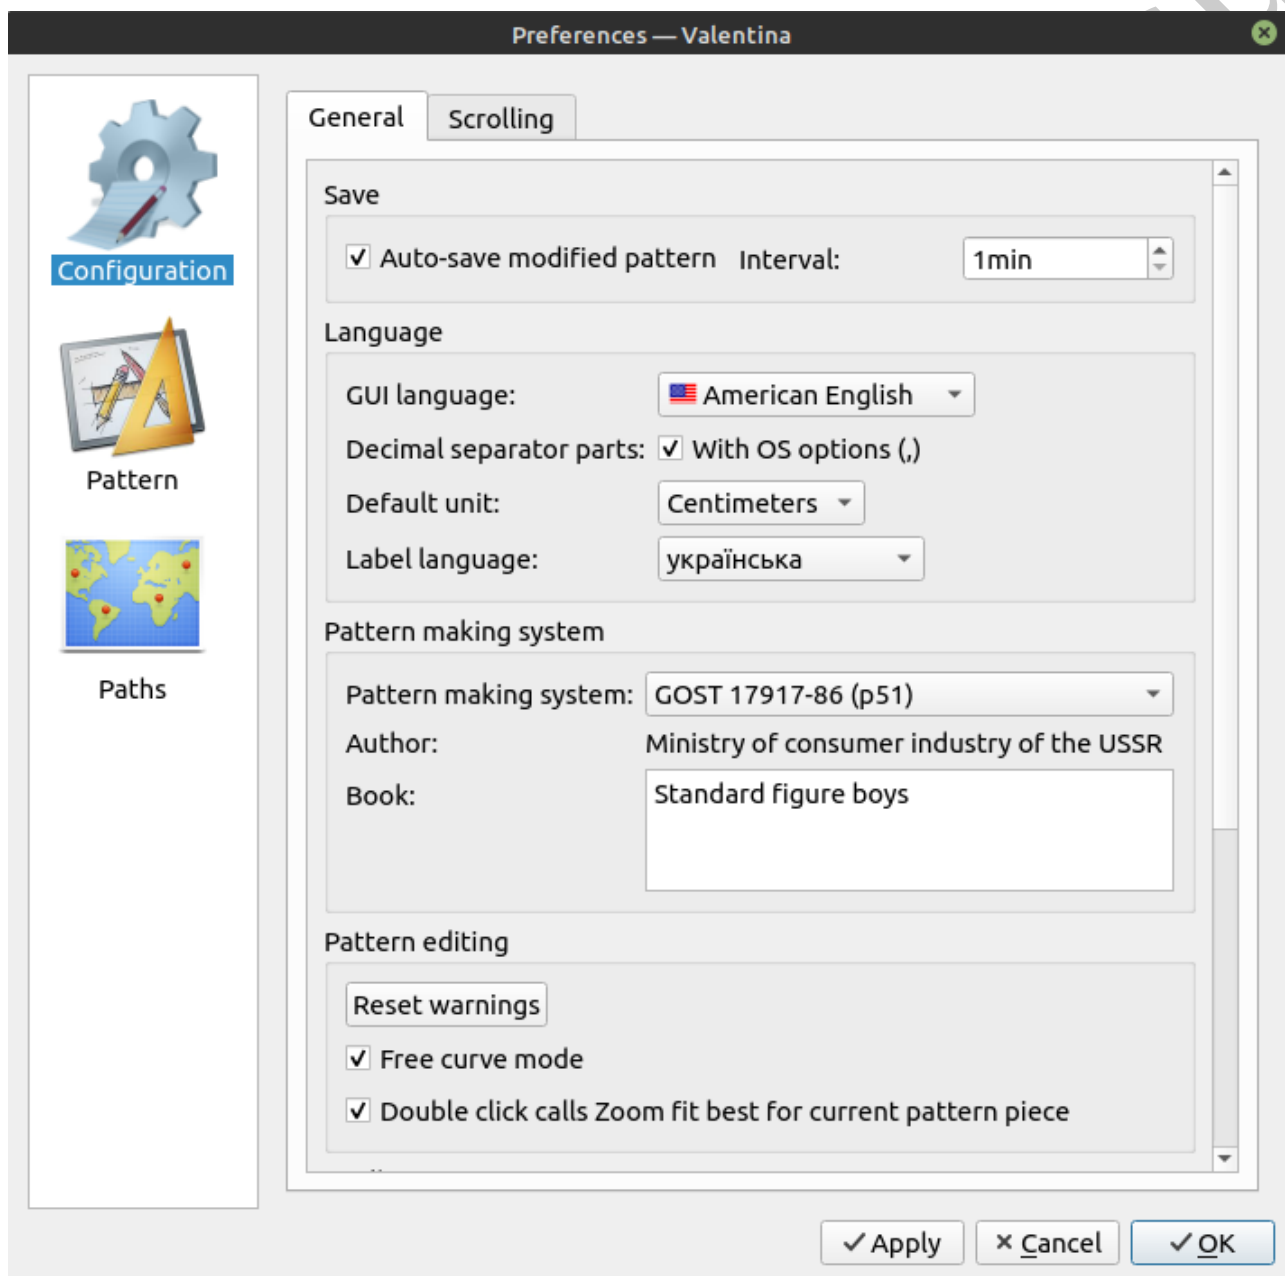 Preferences — Valentina
Configuration
Pattern
Paths
General Scrolling
Save
Auto-save modified pattern Interval: 1min
Language
GUI language: American English
Decimal separator parts: With OS options (,)
Default unit: Centimeters
Label language: українська
Pattern making system
Pattern making system: GOST 17917-86 (p51)
Author: Ministry of consumer industry of the USSR
Book: Standard figure boys
Pattern editing
Reset warnings
Free curve mode
Double click calls Zoom fit best for current pattern piece
Apply Cancel OK